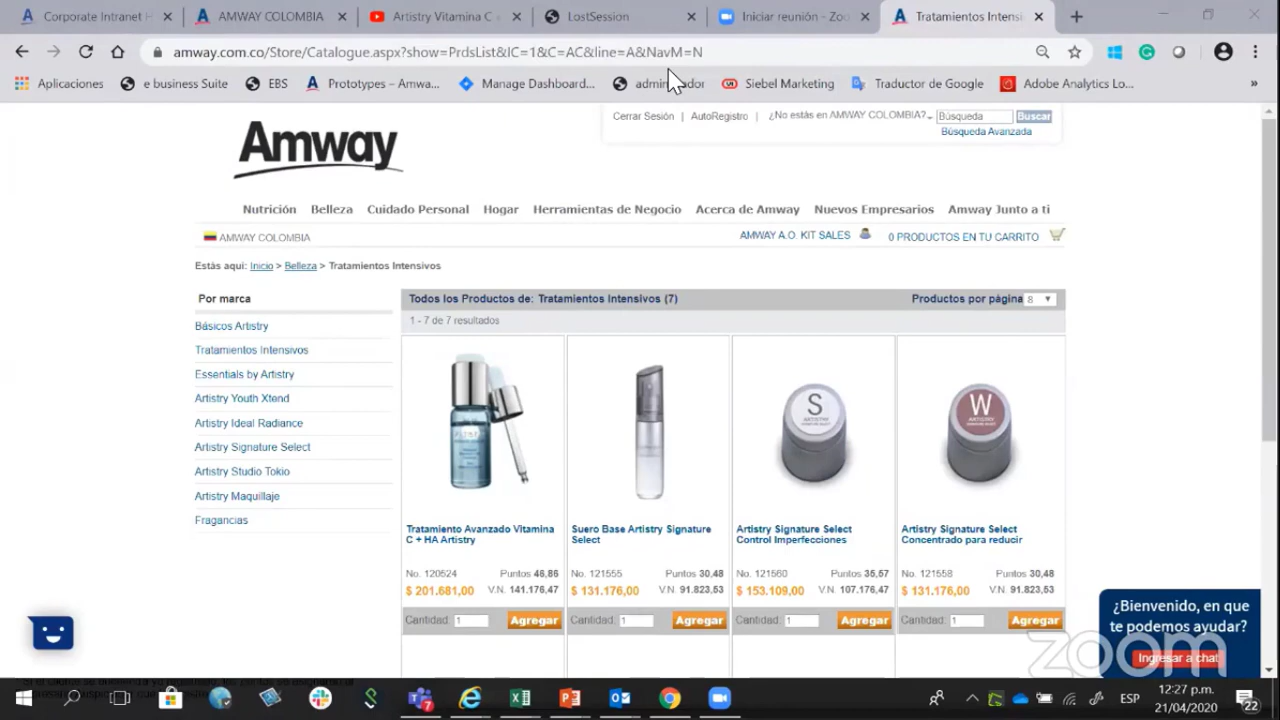 Corporate Intranet H
AMWAY COLOMBIA
Artistry Vitamina C +
LostSession
Iniciar reunión - Zoo
Tratamientos Intensi
amway.com.co/Store/Catalogue.aspx?show=PrdsList&IC=1&C=AC&line=A&NavM=N
Aplicaciones
e business Suite
EBS
Prototypes – Amwa...
Manage Dashboard...
administrador
Siebel Marketing
Traductor de Google
Adobe Analytics Lo...
»
Cerrar Sesión | AutoRegistro | ¿No estás en AMWAY COLOMBIA? Búsqueda Buscar
Búsqueda Avanzada
Amway
Nutrición Belleza Cuidado Personal Hogar Herramientas de Negocio Acerca de Amway Nuevos Empresarios Amway Junto a ti
AMWAY COLOMBIA
AMWAY A.O. KIT SALES
0 PRODUCTOS EN TU CARRITO
Estás aquí: Inicio > Belleza > Tratamientos Intensivos
Por marca
Básicos Artistry
Tratamientos Intensivos
Essentials by Artistry
Artistry Youth Xtend
Artistry Ideal Radiance
Artistry Signature Select
Artistry Studio Tokio
Artistry Maquillaje
Fragancias
Todos los Productos de: Tratamientos Intensivos (7)
Productos por página 8
1 - 7 de 7 resultados
S
ARTISTRY
W
ARTISTRY
Tratamiento Avanzado Vitamina
C + HA Artistry
No. 120524 Puntos 46,86
$ 201.681,00 V.N. 141.176,47
Cantidad: 1 Agregar
Suero Base Artistry Signature
Select
No. 121555 Puntos 30,48
$ 131.176,00 V.N. 91.823,53
Cantidad: 1 Agregar
Artistry Signature Select
Control Imperfecciones
No. 121560 Puntos 35,57
$ 153.109,00 V.N. 107.176,47
Cantidad: 1 Agregar
Artistry Signature Select
Concentrado para reducir
No. 121558 Puntos 30,48
$ 131.176,00 V.N. 91.823,53
Cantidad: 1 Agregar
¿Bienvenido, en que
te podemos ayudar?
Ingresar a chat
zoom
7
ESP
12:27 p.m.
21/04/2020
22